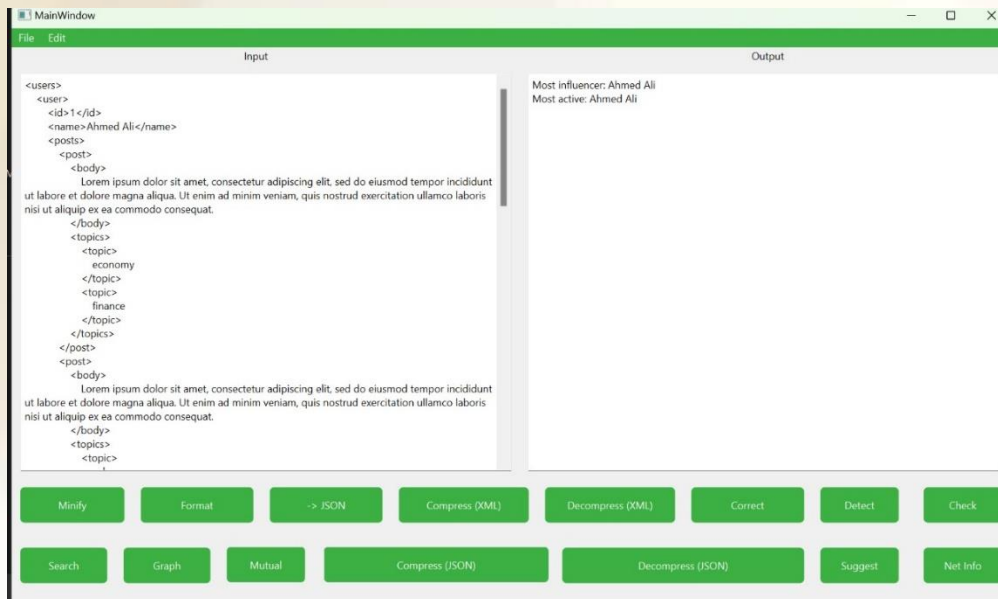 MainWindow
File Edit
Input
Output
<users>
<user>
<id>1</id>
<name>Ahmed Ali</name>
<posts>
<post>
<body>
Lorem ipsum dolor sit amet, consectetur adipiscing elit, sed do eiusmod tempor incididunt
ut labore et dolore magna aliqua. Ut enim ad minim veniam, quis nostrud exercitation ullamco laboris
nisi ut aliquip ex ea commodo consequat.
</body>
<topics>
<topic>
economy
</topic>
<topic>
finance
</topic>
</topics>
</post>
<post>
<body>
Lorem ipsum dolor sit amet, consectetur adipiscing elit, sed do eiusmod tempor incididunt
ut labore et dolore magna aliqua. Ut enim ad minim veniam, quis nostrud exercitation ullamco laboris
nisi ut aliquip ex ea commodo consequat.
</body>
<topics>
<topic>
Most influencer: Ahmed Ali
Most active: Ahmed Ali
Minify Format -> JSON Compress (XML) Decompress (XML) Correct Detect Check
Search Graph Mutual Compress (JSON) Decompress (JSON) Suggest Net Info